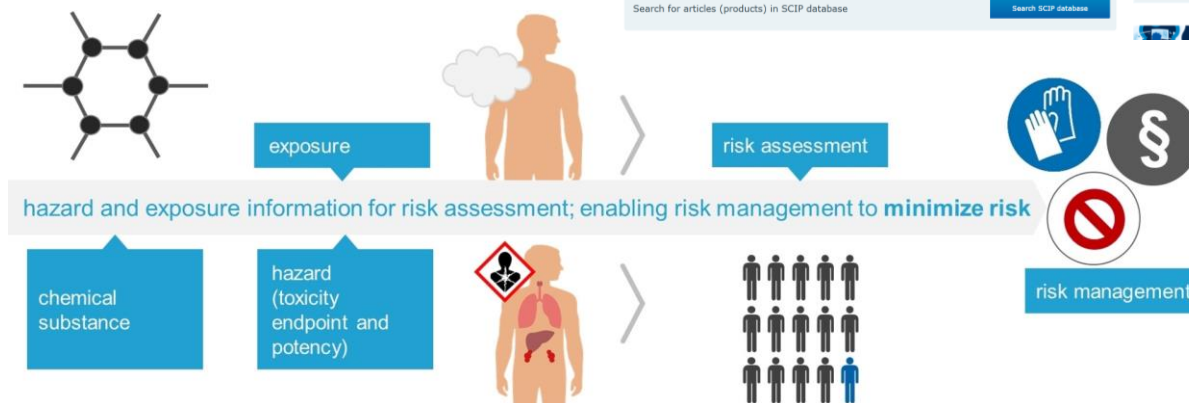 Search for articles (products) in SCIP database
Search SCIP database
exposure
risk assessment
§
hazard and exposure information for risk assessment; enabling risk management to minimize risk
chemical
substance
hazard
(toxicity
endpoint and
potency)
risk management